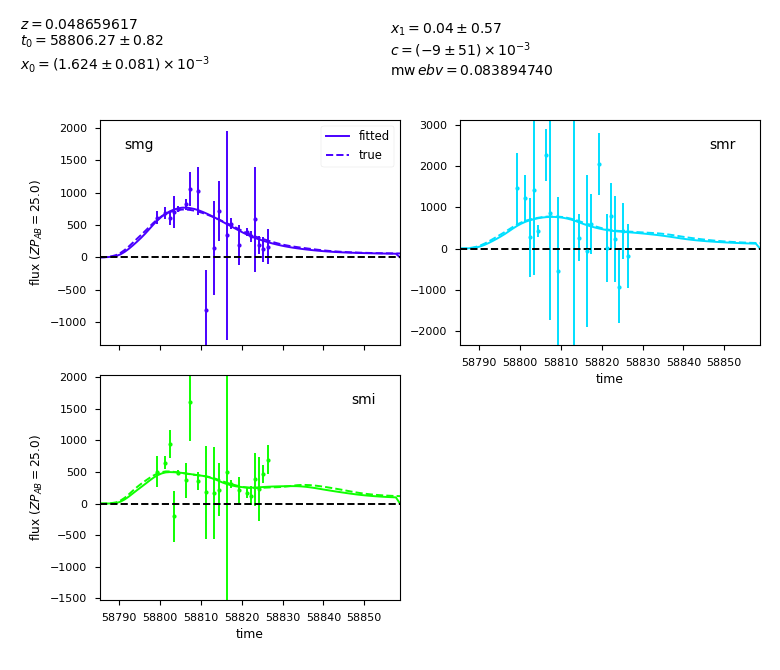 z = 0.048659617
t₀ = 58806.27 ± 0.82
x₀ = (1.624 ± 0.081) × 10⁻³
x₁ = 0.04 ± 0.57
c = (−9 ± 51) × 10⁻³
mw ebv = 0.083894740
smg
fitted
true
2000
1500
1000
500
0
−500
−1000
flux (ZP_AB = 25.0)
smr
3000
2000
1000
0
−1000
−2000
58790 58800 58810 58820 58830 58840 58850
time
smi
2000
1500
1000
500
0
−500
−1000
−1500
flux (ZP_AB = 25.0)
58790 58800 58810 58820 58830 58840 58850
time